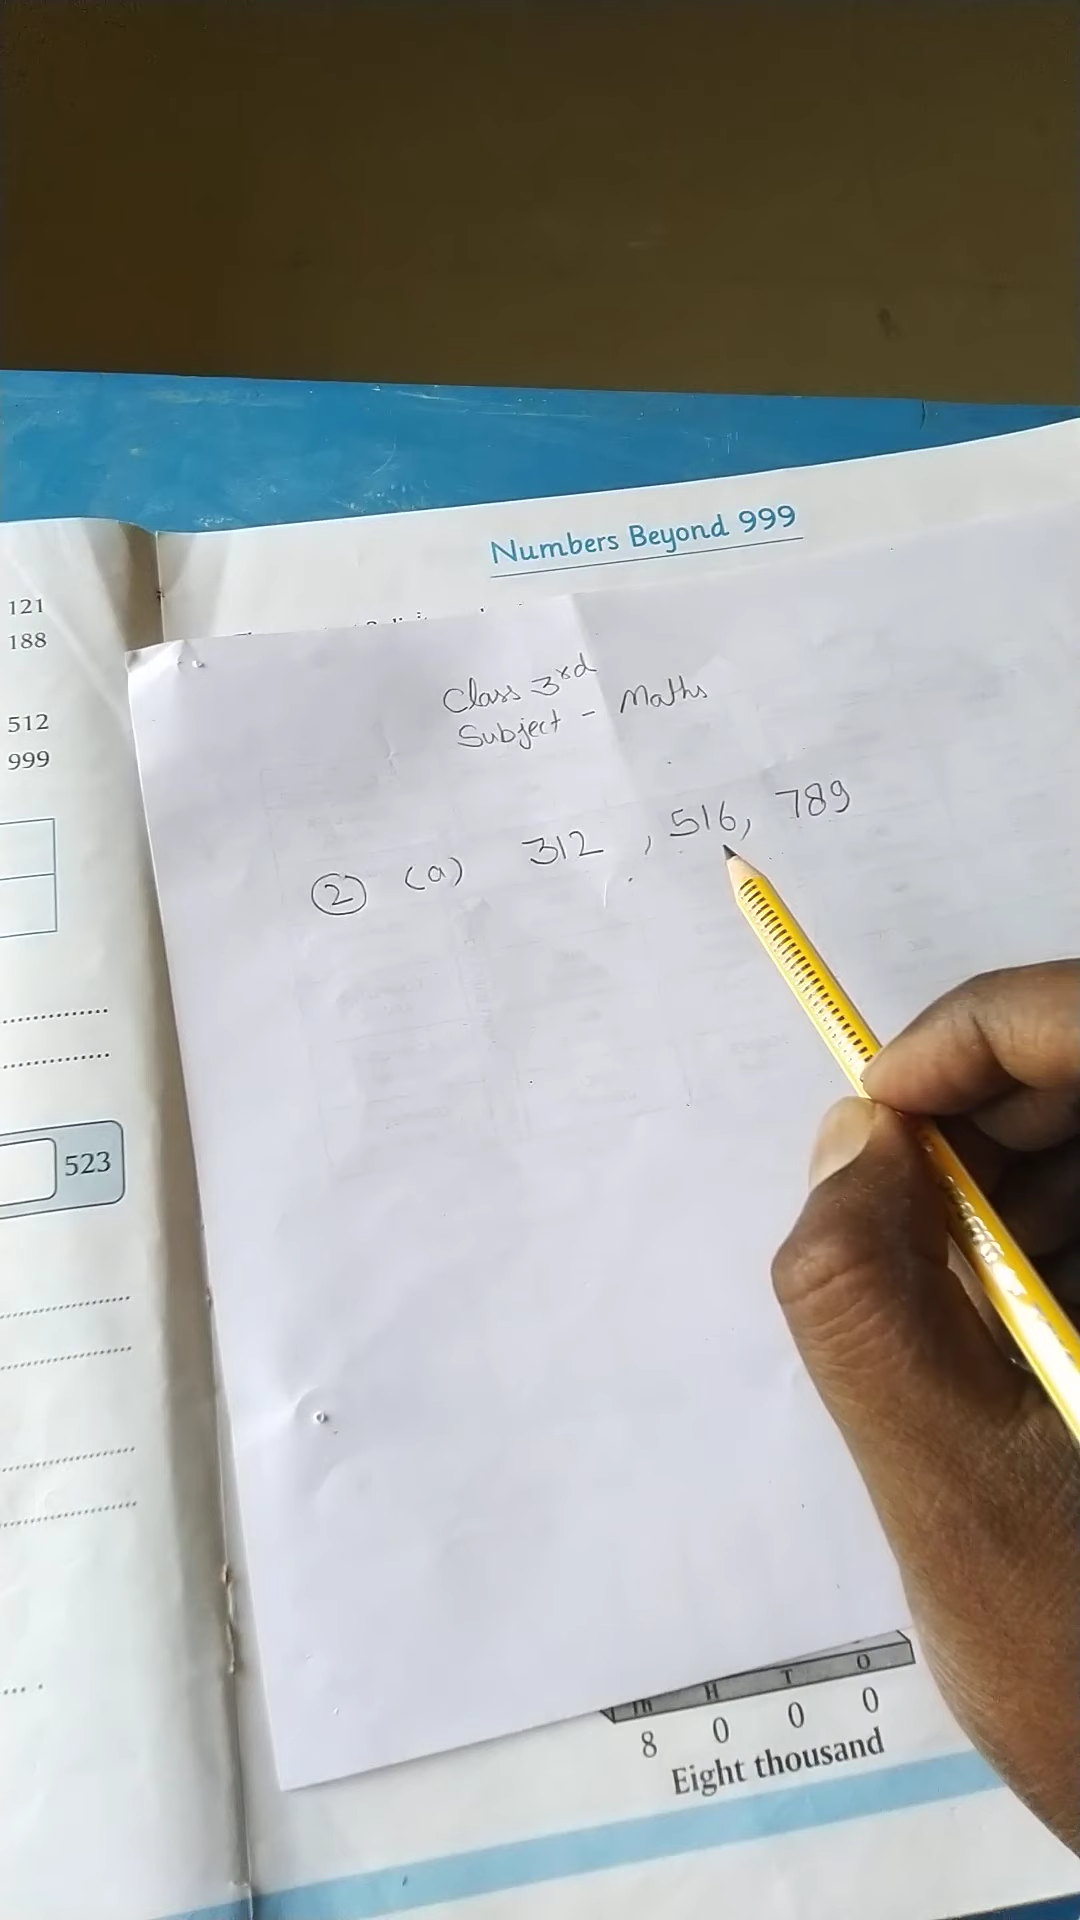 Numbers Beyond 999
121
188
512
999
523
Class 3rd
Subject - Maths
② (a) 312 , 516, 789
Th H T O
8 0 0 0
Eight thousand